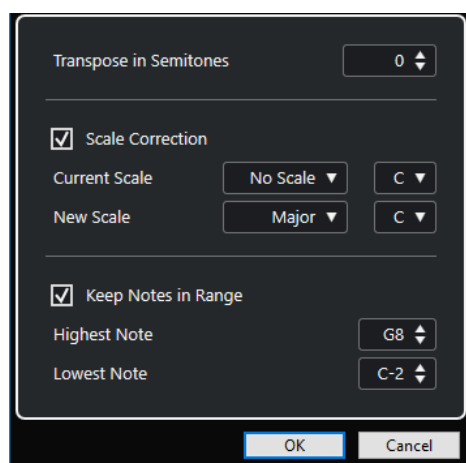 Transpose in Semitones 0
Scale Correction
Current Scale No Scale C
New Scale Major C
Keep Notes in Range
Highest Note G8
Lowest Note C-2
OK Cancel